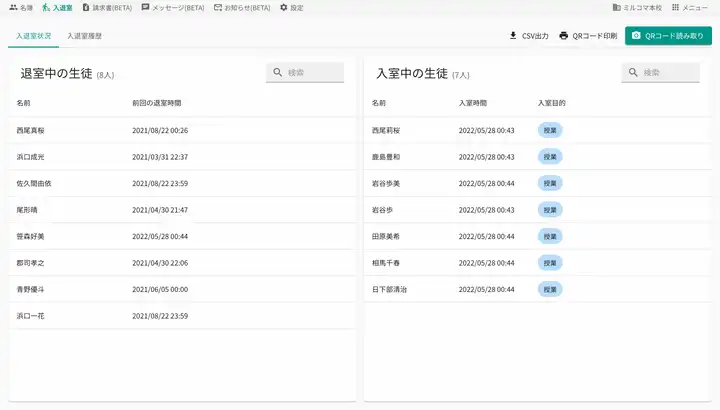 名簿 入退室 請求書(BETA) メッセージ(BETA) お知らせ(BETA) 設定 ミルコマ本校 メニュー
入退室状況 入退室履歴 CSV出力 QRコード印刷 QRコード読み取り
退室中の生徒 (8人) 検索
名前 前回の退室時間
西尾真桜 2021/08/22 00:26
浜口成光 2021/03/31 22:37
佐久間由依 2021/08/22 23:59
尾形晴 2021/04/30 21:47
笹森好美 2022/05/28 00:44
郡司孝之 2021/04/30 22:06
青野優斗 2021/06/05 00:00
浜口一花 2021/08/22 23:59
入室中の生徒 (7人) 検索
名前 入室時間 入室目的
西尾莉桜 2022/05/28 00:43 授業
鹿島豊和 2022/05/28 00:43 授業
岩谷歩美 2022/05/28 00:44 授業
岩谷歩 2022/05/28 00:43 授業
田原美希 2022/05/28 00:44 授業
相馬千春 2022/05/28 00:44 授業
日下部清治 2022/05/28 00:44 授業